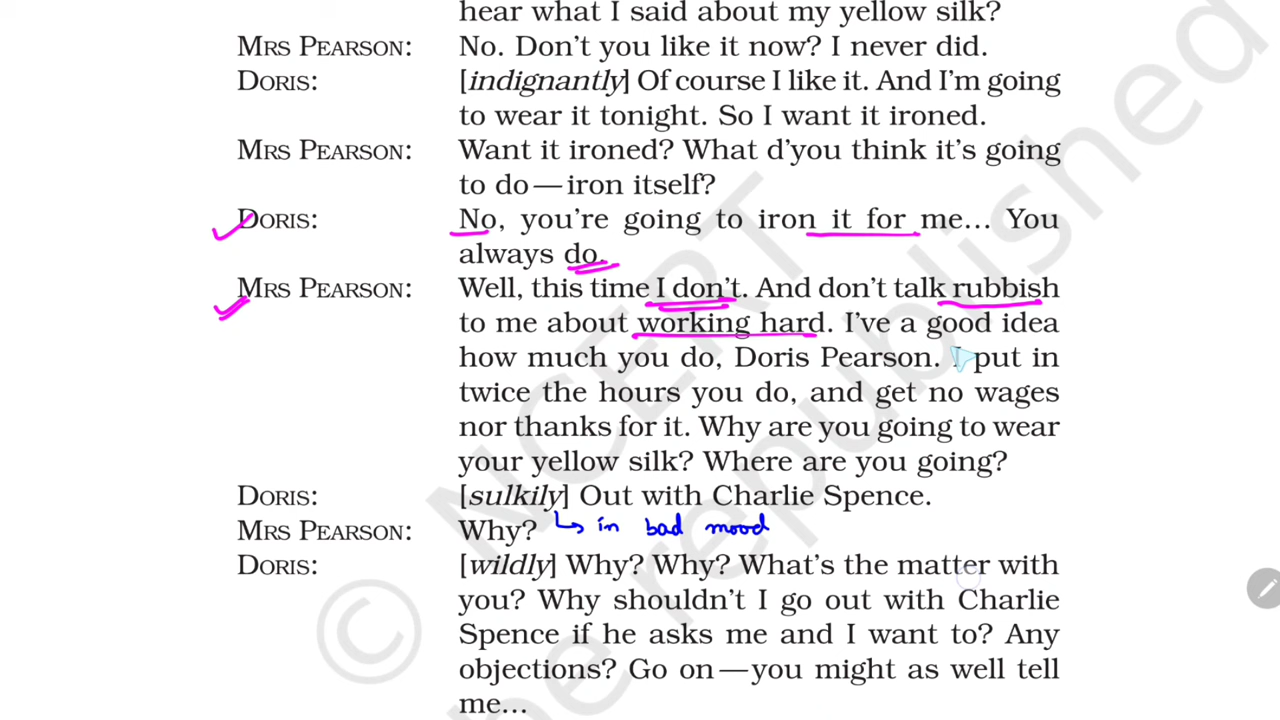 hear what I said about my yellow silk?
MRS PEARSON: No. Don't you like it now? I never did.
DORIS: [indignantly] Of course I like it. And I'm going
to wear it tonight. So I want it ironed.
MRS PEARSON: Want it ironed? What d'you think it's going
to do—iron itself?
DORIS: No, you're going to iron it for me... You
always do.
MRS PEARSON: Well, this time I don't. And don't talk rubbish
to me about working hard. I've a good idea
how much you do, Doris Pearson. I put in
twice the hours you do, and get no wages
nor thanks for it. Why are you going to wear
your yellow silk? Where are you going?
DORIS: [sulkily] Out with Charlie Spence.
MRS PEARSON: Why? ↳ in bad mood
DORIS: [wildly] Why? Why? What's the matter with
you? Why shouldn't I go out with Charlie
Spence if he asks me and I want to? Any
objections? Go on—you might as well tell
me...
© NCERT
republished